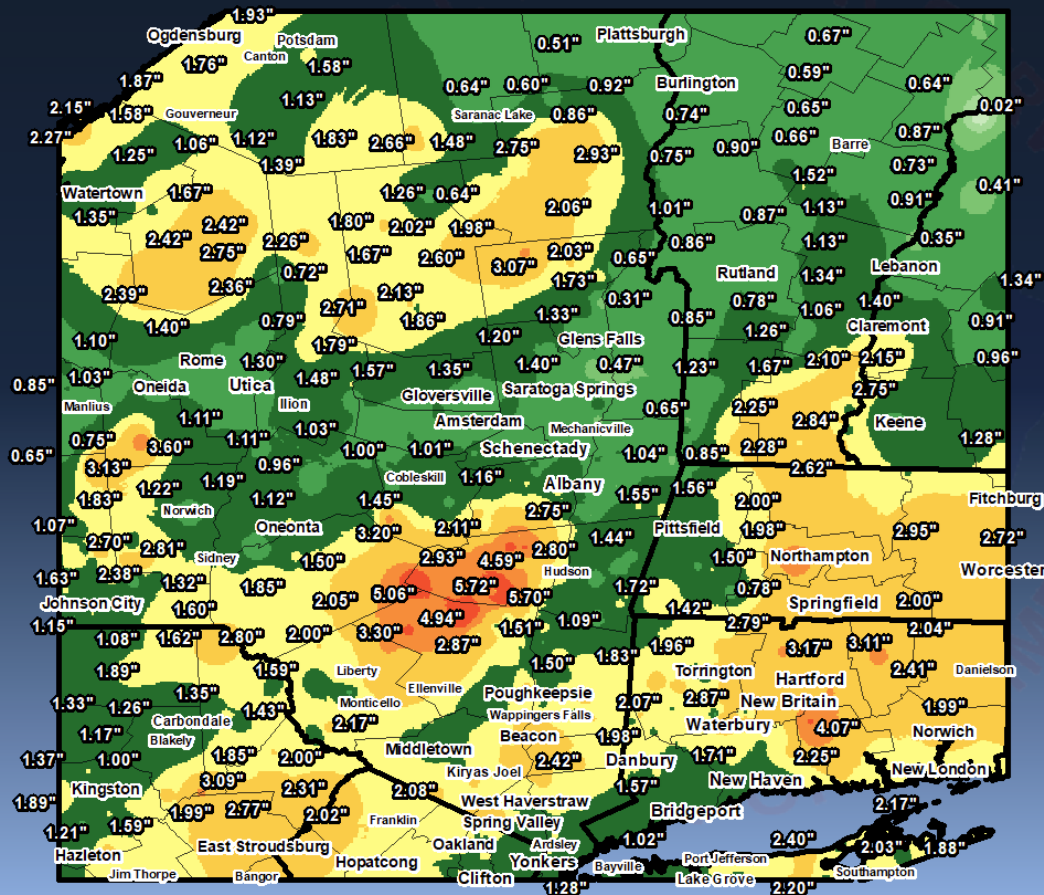 1.93"
Ogdensburg Potsdam 0.51" Plattsburgh 0.67"
1.76" Canton 1.58"
1.87" 0.64" 0.60" 0.92" Burlington 0.59" 0.64"
2.15" 1.58" Gouverneur 1.13" Saranac Lake 0.86" 0.74" 0.65" 0.02"
2.27" 1.06" 1.12" 1.83" 2.66" 1.48" 2.75" 0.90" 0.66" Barre 0.87"
1.25" 1.39" 2.93" 0.75" 1.52" 0.73"
Watertown 1.67" 1.26" 0.64" 0.91" 0.41"
1.35" 2.42" 1.80" 2.02" 1.98" 2.06" 1.01" 0.87" 1.13"
2.42" 2.75" 2.26" 1.67" 2.60" 3.07" 2.03" 0.65" 0.86" 1.13" 0.35"
0.72" 1.73" Rutland 1.34" Lebanon 1.34"
2.39" 2.36" 2.71" 2.13" 0.31" 0.78" 1.06" 1.40"
1.40" 0.79" 1.86" 1.33" 0.85" 1.26" Claremont 0.91"
1.10" 1.79" 1.20" Glens Falls
Rome 1.30" 1.57" 1.35" 1.40" 0.47" 1.23" 1.67" 2.10" 2.15" 0.96"
0.85" 1.03" Oneida Utica 1.48" Gloversville Saratoga Springs 2.75"
Manlius 1.11" Ilion 1.03" Amsterdam Mechanicville 0.65" 2.25" 2.84" Keene
0.75" 3.60" 1.11" 1.00" 1.01" Schenectady 1.04" 0.85" 2.28" 1.28"
0.65" 3.13" 0.96" Cobleskill 1.16" 2.62"
1.83" 1.22" 1.19" 1.12" 1.45" Albany 1.55" 1.56" 2.00" Fitchburg
1.07" Norwich Oneonta 3.20" 2.11" 2.75" Pittsfield 1.98" 2.95"
2.70" 2.81" Sidney 1.50" 2.93" 4.59" 2.80" 1.44" 1.50" Northampton 2.72"
1.63" 2.38" 1.32" 1.85" 5.06" 5.72" Hudson 1.72" 0.78" Worcester
Johnson City 1.60" 2.05" 5.70" 1.42" Springfield 2.00"
1.15" 1.08" 1.62" 2.80" 2.00" 3.30" 4.94" 1.51" 1.09" 2.79" 2.04"
2.87" 1.96" 3.17" 3.11"
1.89" 1.59" Liberty 1.50" 1.83" Torrington Hartford 2.41" Danielson
1.33" 1.26" 1.35" 1.43" Monticello Ellenville Poughkeepsie 2.07" 2.87" New Britain 1.99"
1.17" Carbondale 2.17" Wappingers Falls Waterbury 4.07" Norwich
Blakely Middletown Beacon 1.98"
1.37" 1.00" 1.85" 2.00" Kiryas Joel 2.42" Danbury 1.71" 2.25" New London
Kingston 3.09" 2.31" 2.08" 1.57" New Haven
1.89" 1.99" 2.77" 2.02" West Haverstraw Bridgeport 2.17"
1.21" 1.59" Franklin Spring Valley
Hazleton East Stroudsburg Oakland Ardsley 1.02" 2.40" 2.03" 1.88"
Jim Thorpe Bangor Hopatcong Yonkers Bayville Port Jefferson Southampton
Clifton 1.28" Lake Grove 2.20"